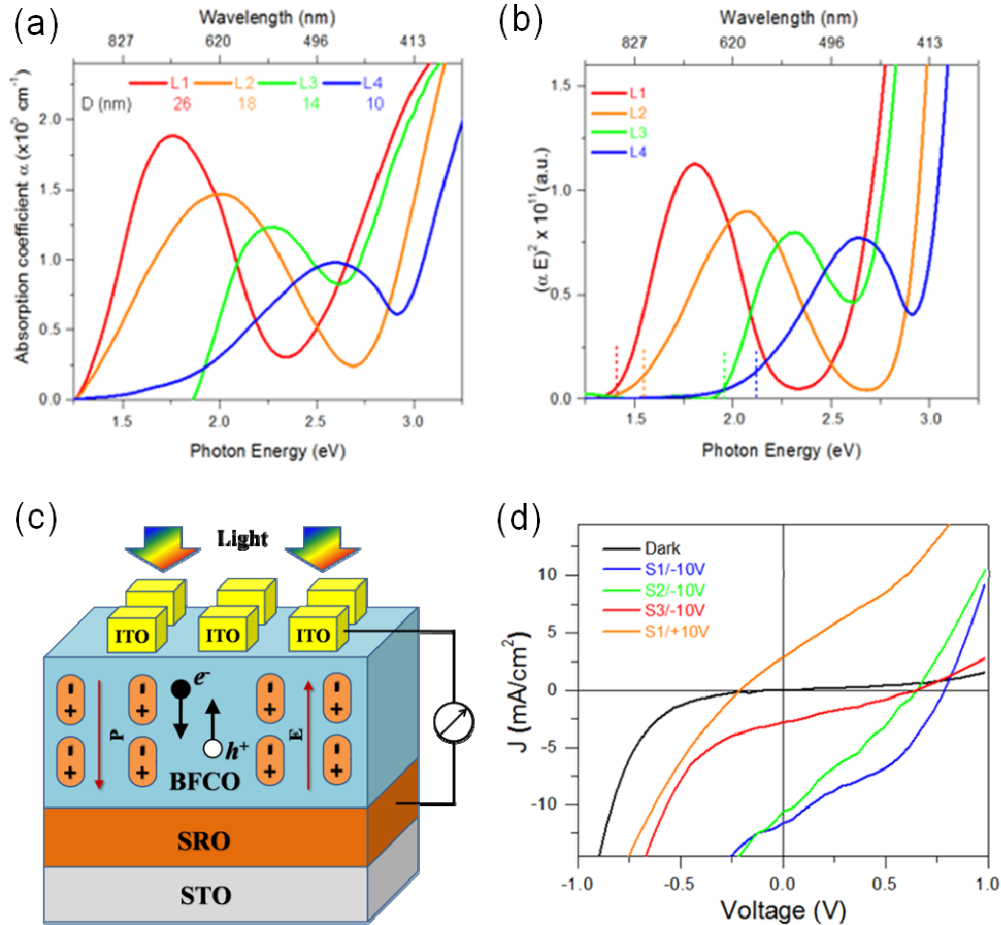 (a)
Wavelength (nm)
827 620 496 413
L1 L2 L3 L4
D (nm) 26 18 14 10
Absorption coefficient α (x10⁵ cm⁻¹)
2.0
1.5
1.0
0.5
0.0
1.5 2.0 2.5 3.0
Photon Energy (eV)
(b)
Wavelength (nm)
827 620 496 413
L1
L2
L3
L4
(α E)² x 10¹¹ (a.u.)
1.5
1.0
0.5
0.0
1.5 2.0 2.5 3.0
Photon Energy (eV)
(c)
Light
ITO ITO ITO
e⁻
P
E
h⁺
BFCO
SRO
STO
(d)
Dark
S1/-10V
S2/-10V
S3/-10V
S1/+10V
J (mA/cm²)
10
5
0
-5
-10
-1.0 -0.5 0.0 0.5 1.0
Voltage (V)